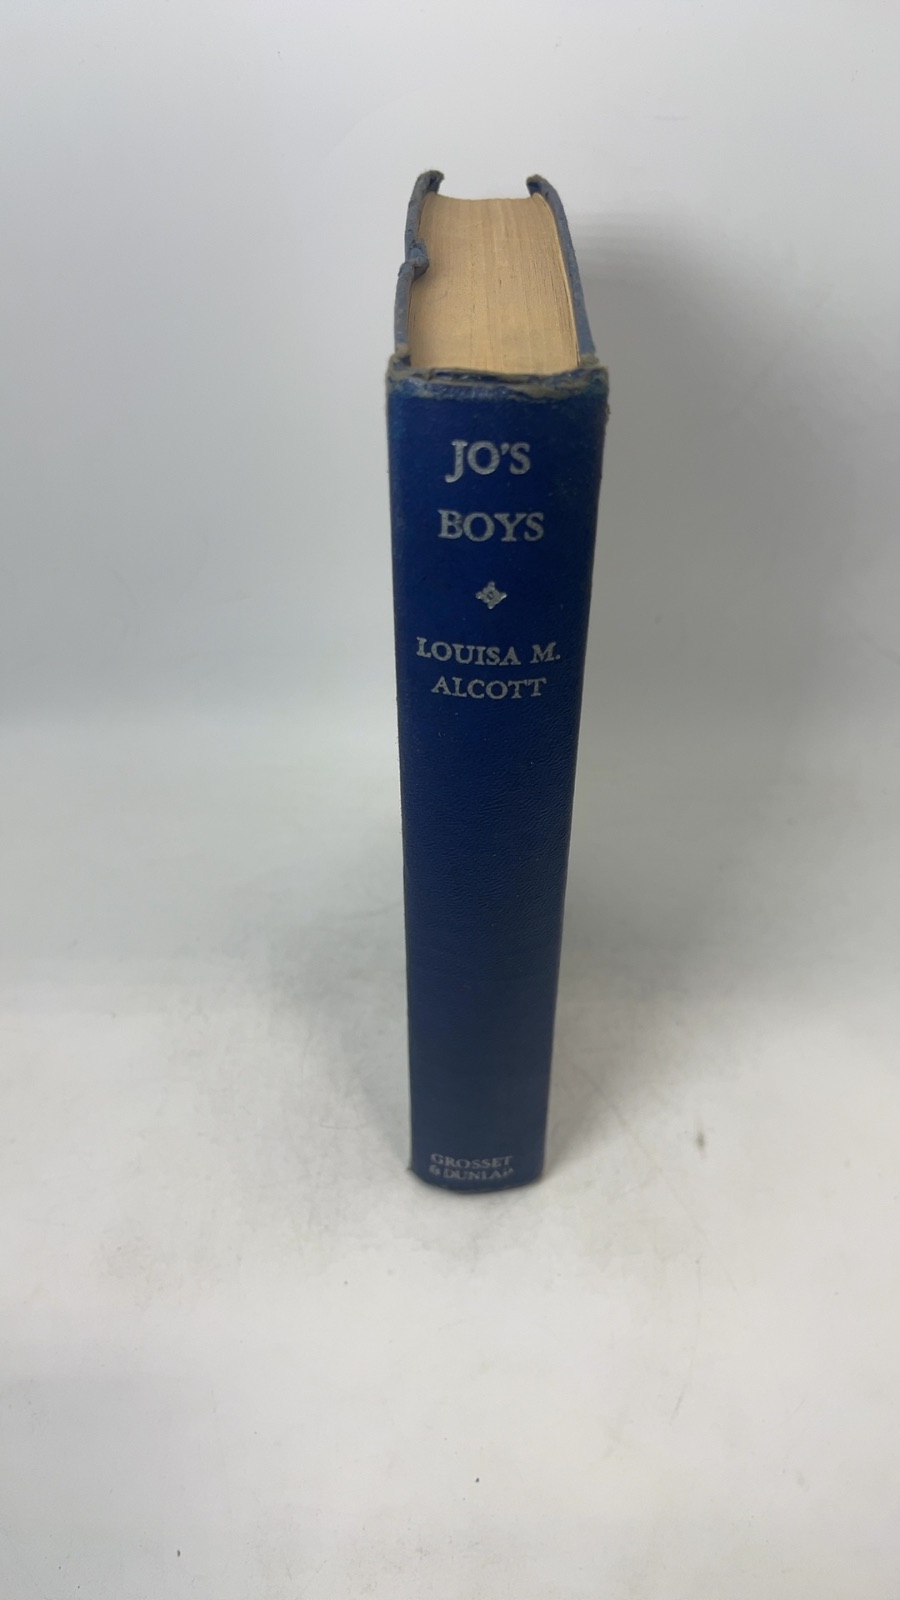 JO'S
BOYS
LOUISA M.
ALCOTT
GROSSET
& DUNLAP